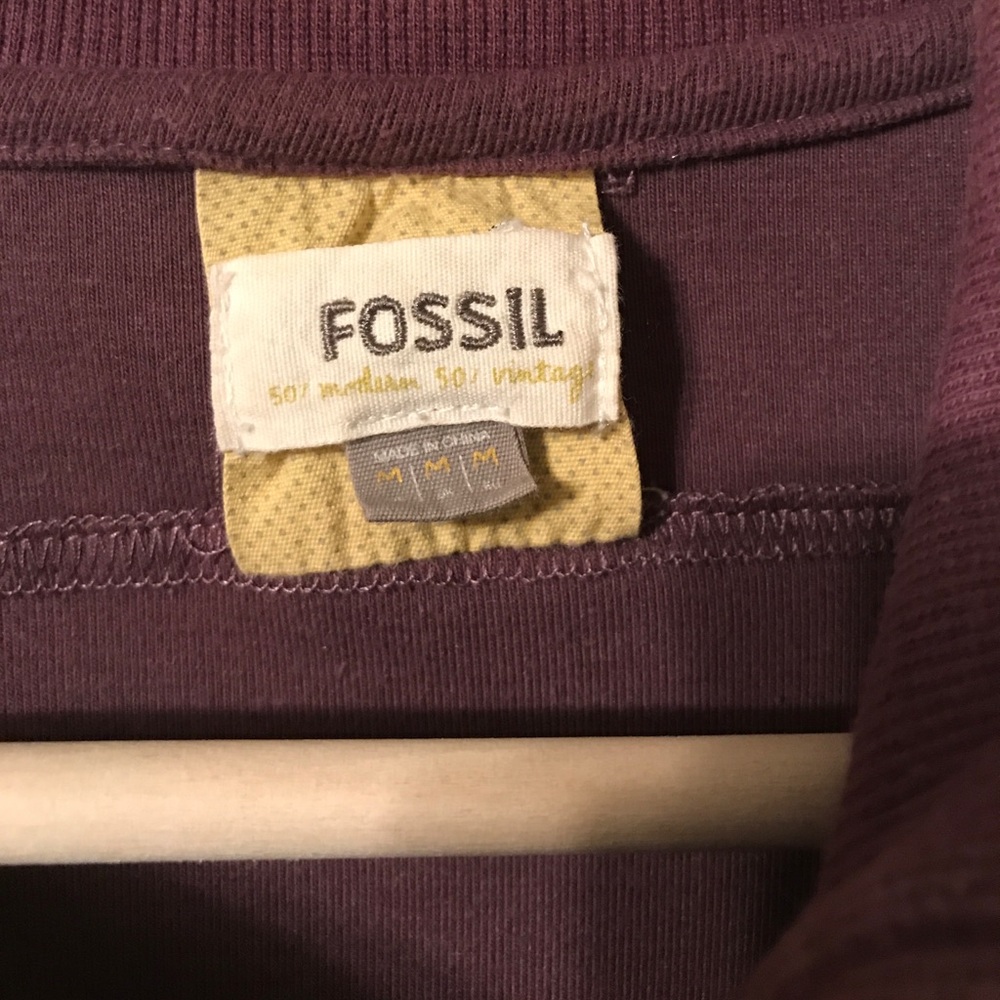 FOSSIL
50/ modern 50/ vintage
MADE IN CHINA
M M M